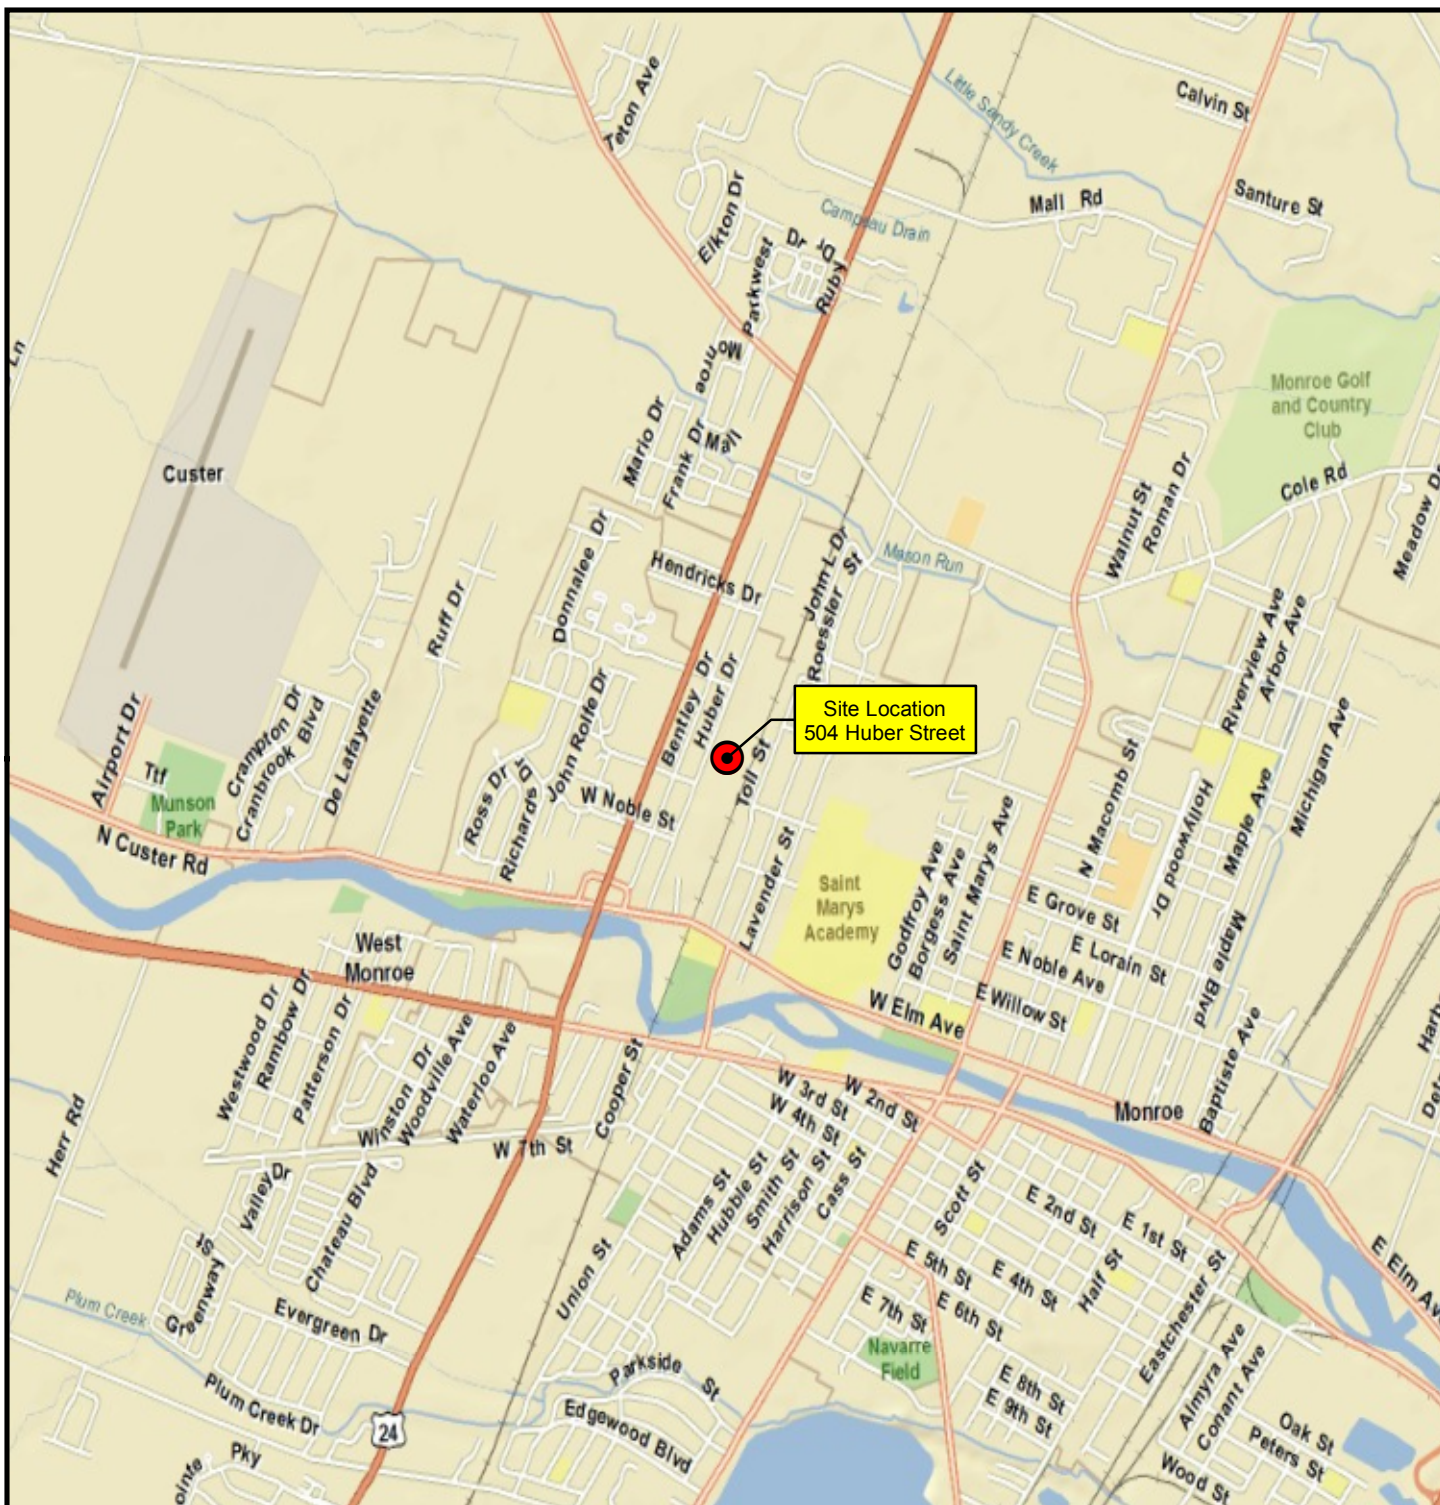 Teton Ave
Little Sandy Creek
Calvin St
Mall Rd
Santure St
Elkton Dr
Campeau Drain
Parkwest
Dr
Dr
Ruby
Ln
Monroe
Mall
Monroe Golf
and Country
Club
Mario Dr
Frank Dr
Custer
Cole Rd
Roman Dr
Walnut St
Meadow Dr
Donnalee Dr
Hendricks Dr
John L Dr
Roessler St
Mason Run
Ruff Dr
Riverview Ave
Arbor Ave
Bentley Dr
Huber Dr
Site Location
504 Huber Street
Airport Dr
Crampton Dr
Cranbrook Blvd
De Lafayette
John Rolfe Dr
Michigan Ave
Ttf
Munson
Park
Ross Dr
Richards Dr
W Noble St
Toll St
N Macomb St
Hollywood Dr
Maple Ave
N Custer Rd
Lavender St
Saint
Marys
Academy
Godfroy Ave
Borgess Ave
Saint Marys Ave
E Grove St
E Lorain St
E Noble Ave
Maple Blvd
West
Monroe
E Willow St
W Elm Ave
Westwood Dr
Rambow Dr
Patterson Dr
Winston Dr
Woodville Ave
Waterloo Ave
Cooper St
W 3rd St
W 2nd St
W 4th St
Monroe
Baptiste Ave
Herr Rd
W 7th St
Valley Dr
Chateau Blvd
Adams St
Hubble St
Smith St
Harrison St
Cass St
Scott St
E 2nd St
E 1st St
Greenway St
Union St
E 5th St
E 4th St
Half St
Eastchester St
E Elm Ave
Plum Creek
Evergreen Dr
E 7th St
E 6th St
Navarre
Field
Parkside St
E 8th St
E 9th St
Almyra Ave
Conant Ave
Plum Creek Dr
24
Edgewood Blvd
Oak St
Peters St
Pky
Wood St